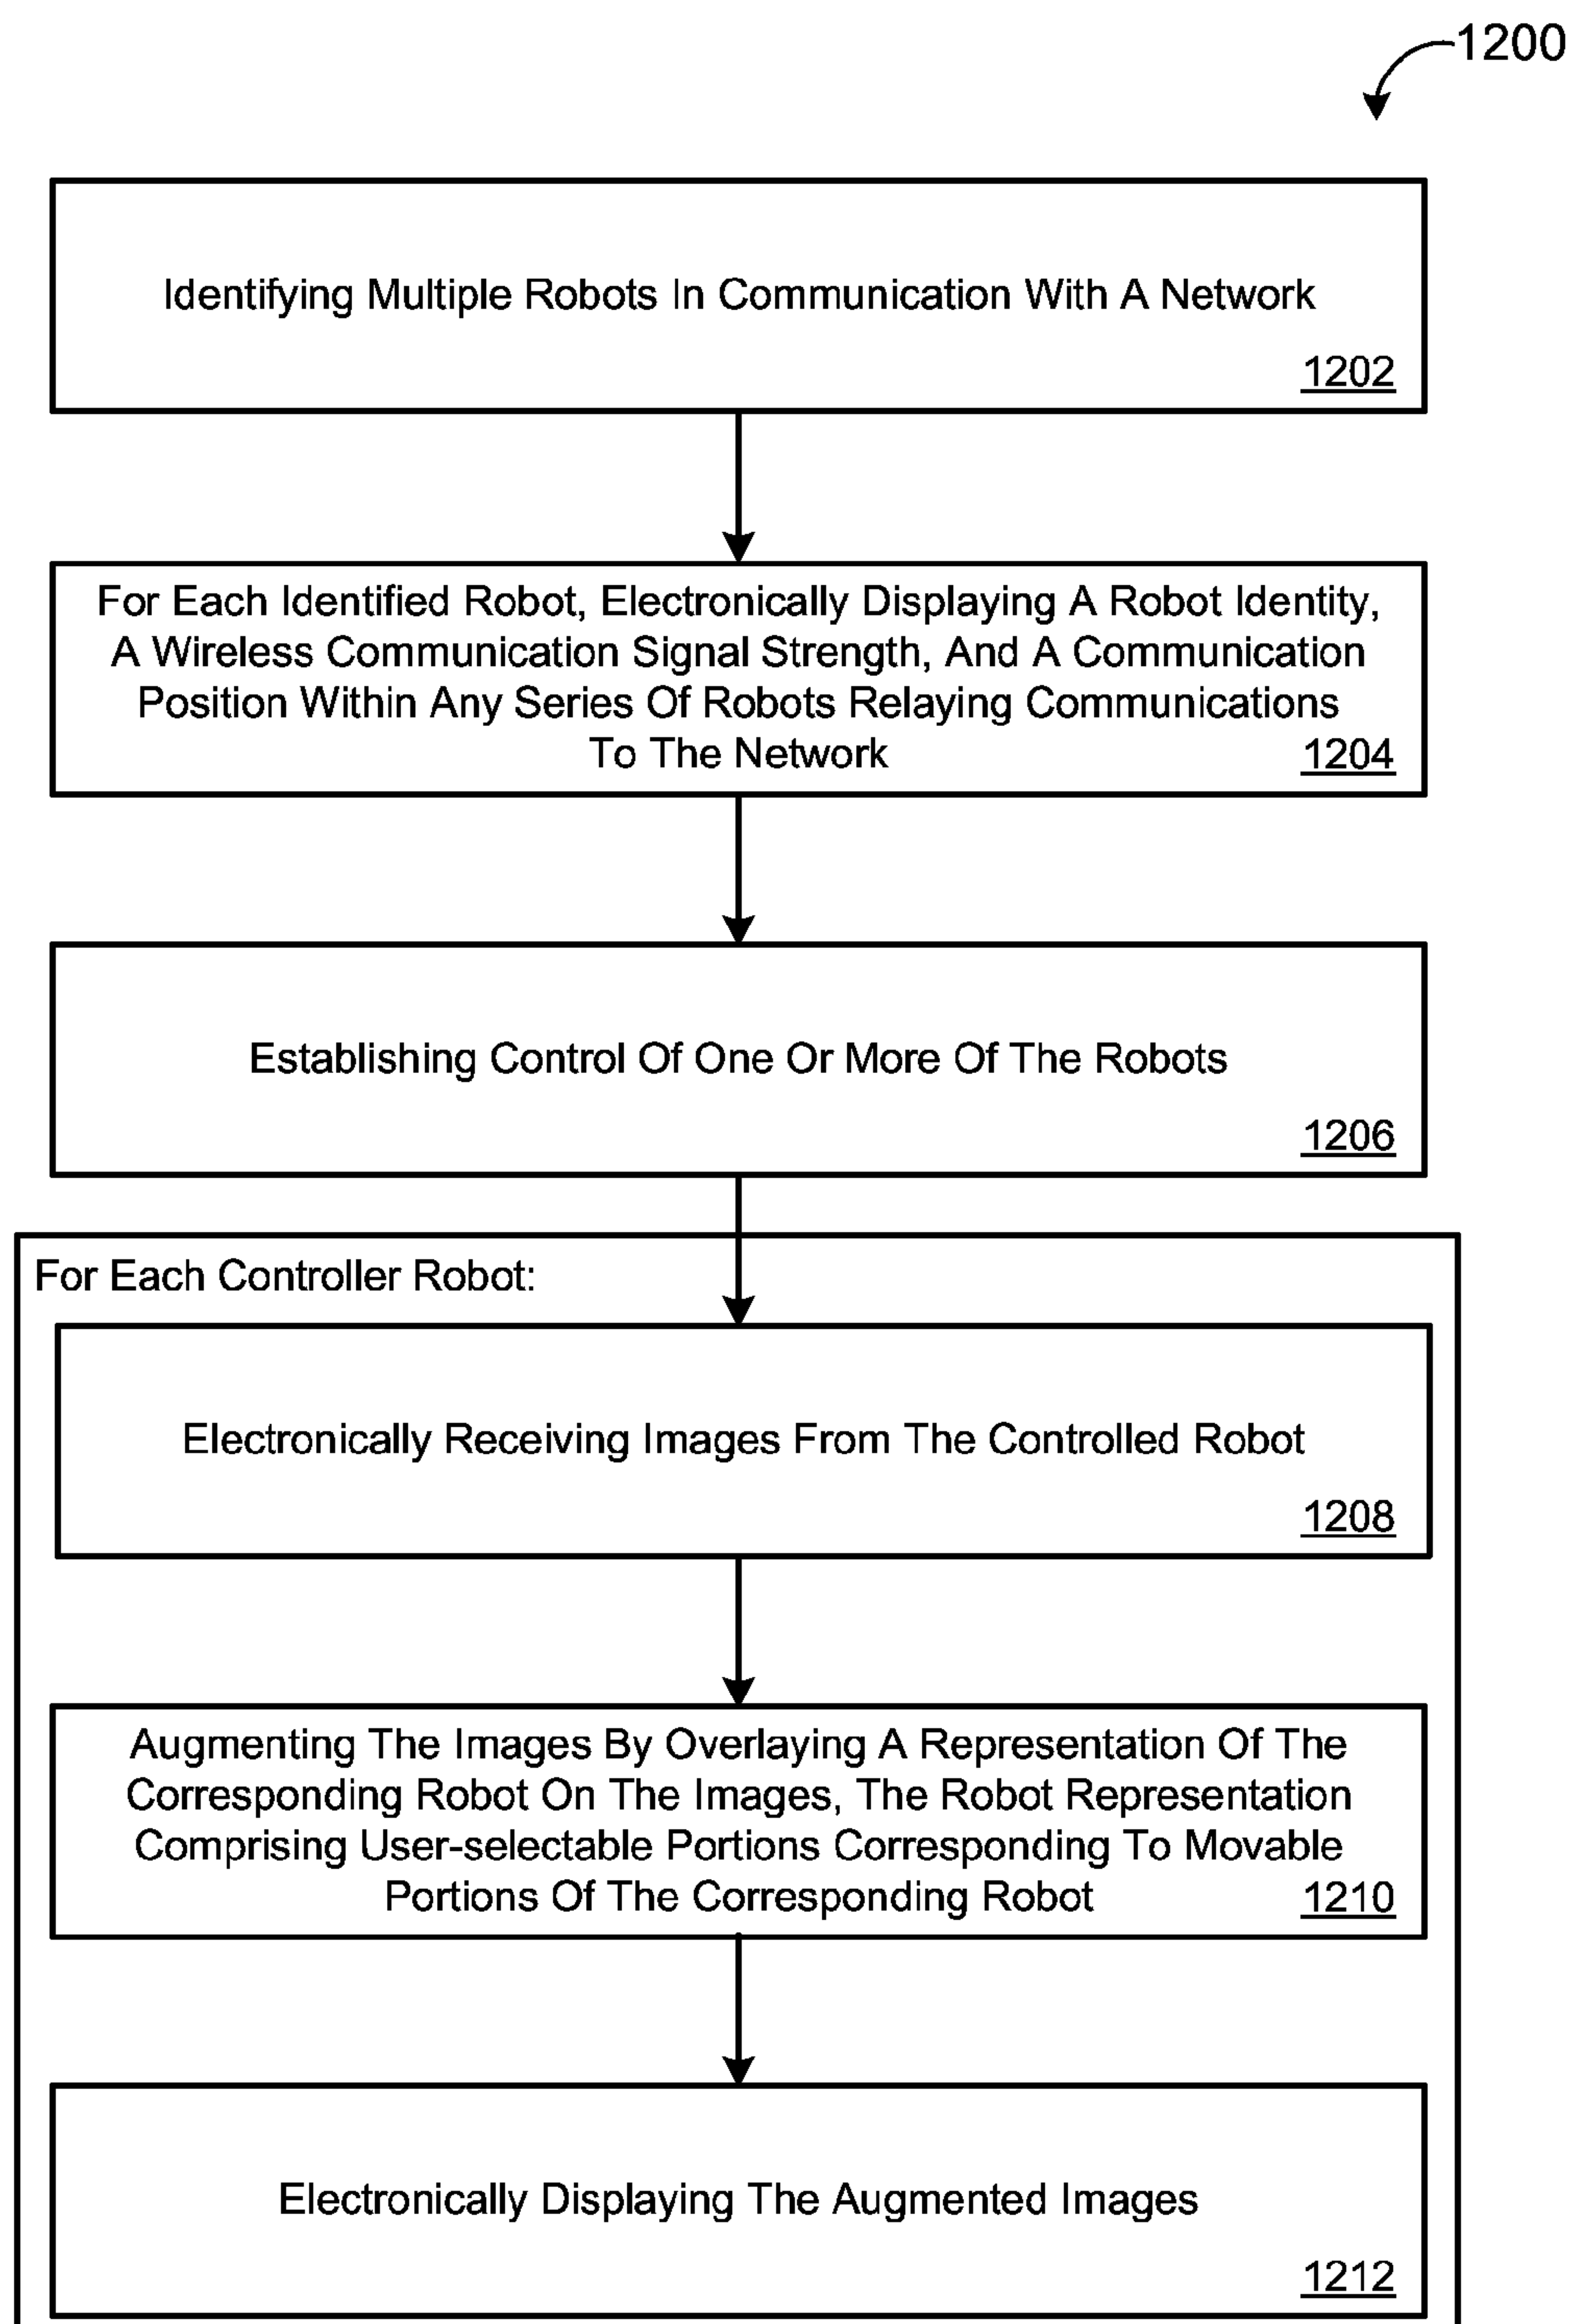 1200
Identifying Multiple Robots In Communication With A Network
1202
For Each Identified Robot, Electronically Displaying A Robot Identity,
A Wireless Communication Signal Strength, And A Communication
Position Within Any Series Of Robots Relaying Communications
To The Network
1204
Establishing Control Of One Or More Of The Robots
1206
For Each Controller Robot:
Electronically Receiving Images From The Controlled Robot
1208
Augmenting The Images By Overlaying A Representation Of The
Corresponding Robot On The Images, The Robot Representation
Comprising User-selectable Portions Corresponding To Movable
Portions Of The Corresponding Robot
1210
Electronically Displaying The Augmented Images
1212